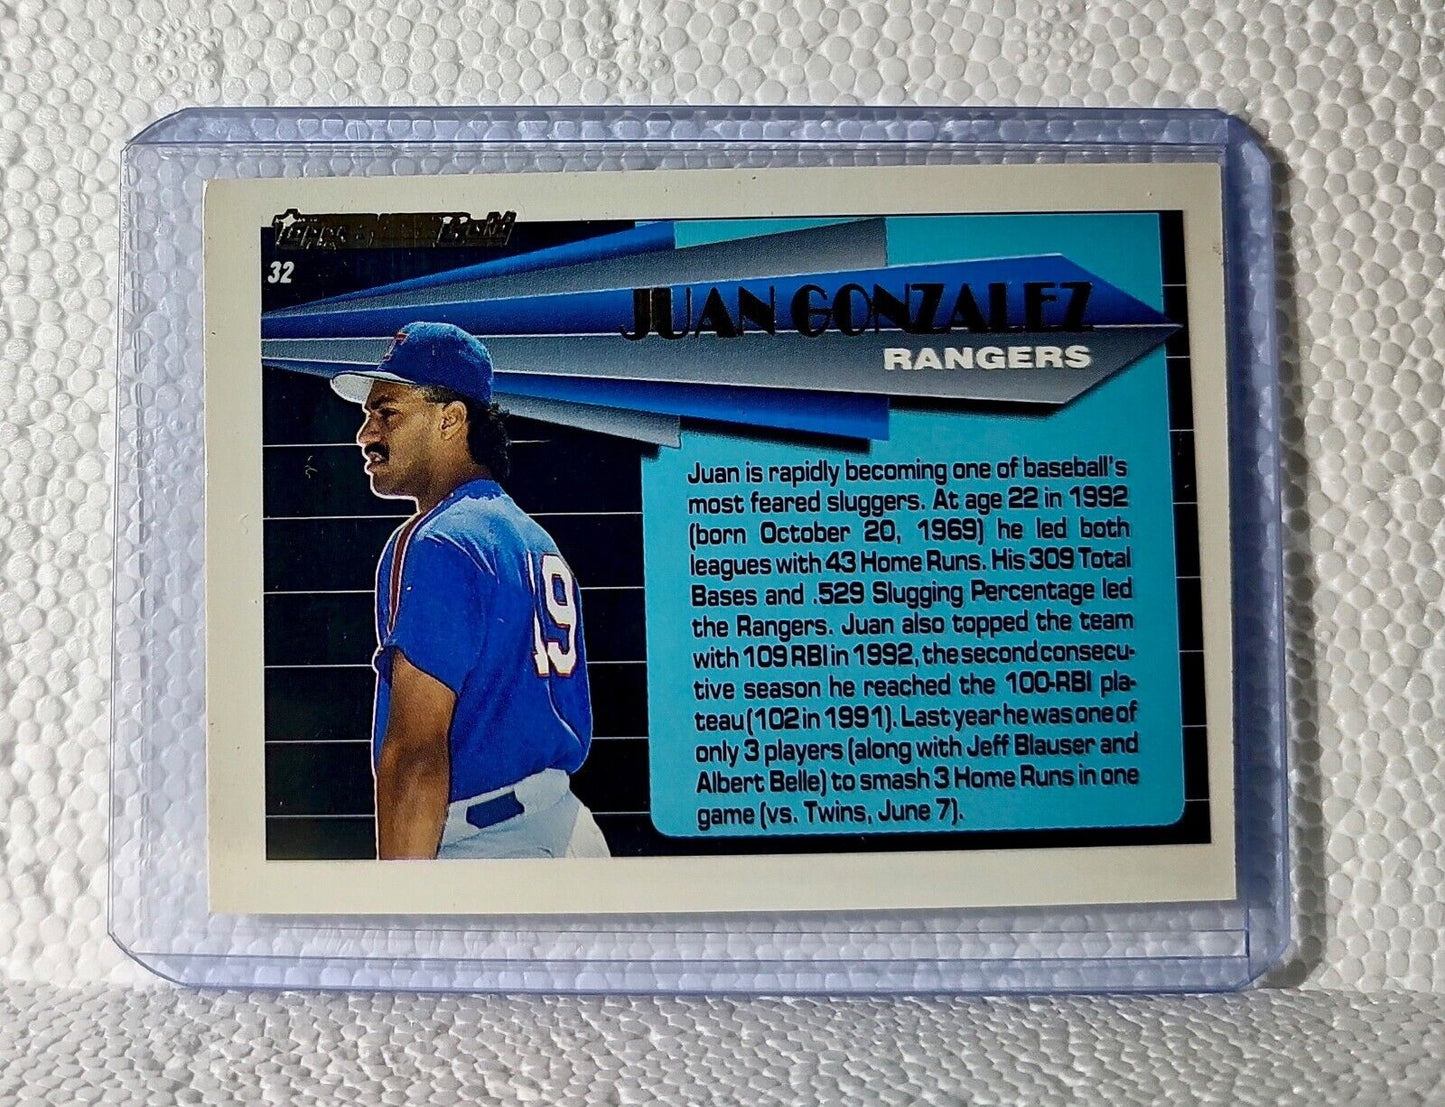 Topps Gold
32
JUAN GONZALEZ
RANGERS
Juan is rapidly becoming one of baseball's
most feared sluggers. At age 22 in 1992
(born October 20, 1969) he led both
leagues with 43 Home Runs. His 309 Total
Bases and .529 Slugging Percentage led
the Rangers. Juan also topped the team
with 109 RBI in 1992, the second consecu-
tive season he reached the 100-RBI pla-
teau (102 in 1991). Last year he was one of
only 3 players (along with Jeff Blauser and
Albert Belle) to smash 3 Home Runs in one
game (vs. Twins, June 7).
19